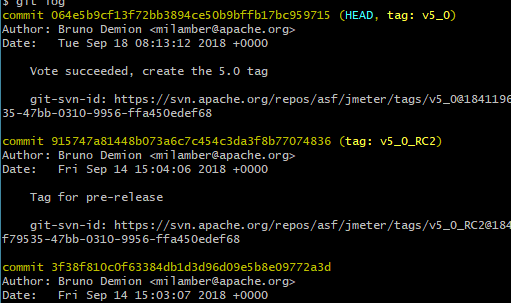 $ git log
commit 064e5b9cf13f72bb3894ce50b9bffb17bc959715 (HEAD, tag: v5_0)
Author: Bruno Demion <milamber@apache.org>
Date:   Tue Sep 18 08:13:12 2018 +0000
Vote succeeded, create the 5.0 tag
git-svn-id: https://svn.apache.org/repos/asf/jmeter/tags/v5_0@1841196
35-47bb-0310-9956-ffa450edef68
commit 915747a81448b073a6c7c454c3da3f8b77074836 (tag: v5_0_RC2)
Author: Bruno Demion <milamber@apache.org>
Date:   Fri Sep 14 15:04:06 2018 +0000
Tag for pre-release
git-svn-id: https://svn.apache.org/repos/asf/jmeter/tags/v5_0_RC2@184
f79535-47bb-0310-9956-ffa450edef68
commit 3f38f810c0f63384db1d3d96d09e5b8e09772a3d
Author: Bruno Demion <milamber@apache.org>
Date:   Fri Sep 14 15:03:07 2018 +0000